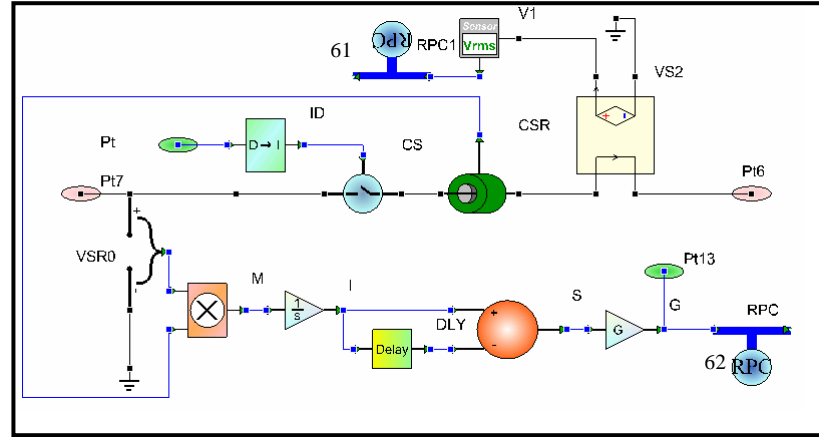 V1
61
RPC
RPC1
Sensor
Vrms
VS2
ID
Pt
D→I
CS
CSR
+ -
Pt7
Pt6
+
VSR0
-
Pt13
M
I
S
G
1/s
+
DLY
-
Delay
G
RPC
62
RPC